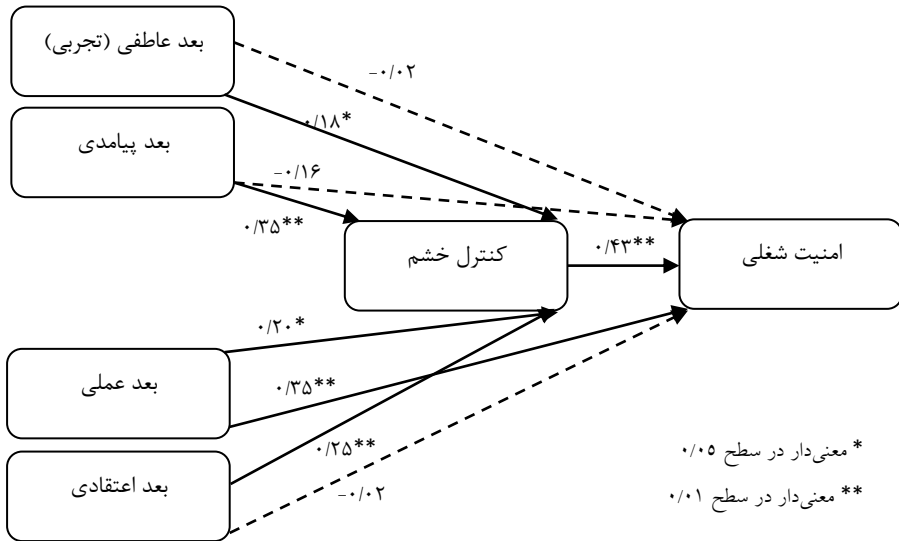 بعد عاطفی (تجربی)
-۰/۰۲
۰/۱۸*
بعد پیامدی
-۰/۱۶
۰/۳۵**
کنترل خشم
۰/۴۳**
امنیت شغلی
۰/۲۰*
بعد عملی
۰/۳۵**
۰/۲۵**
بعد اعتقادی
-۰/۰۲
* معنی‌دار در سطح ۰/۰۵
** معنی‌دار در سطح ۰/۰۱